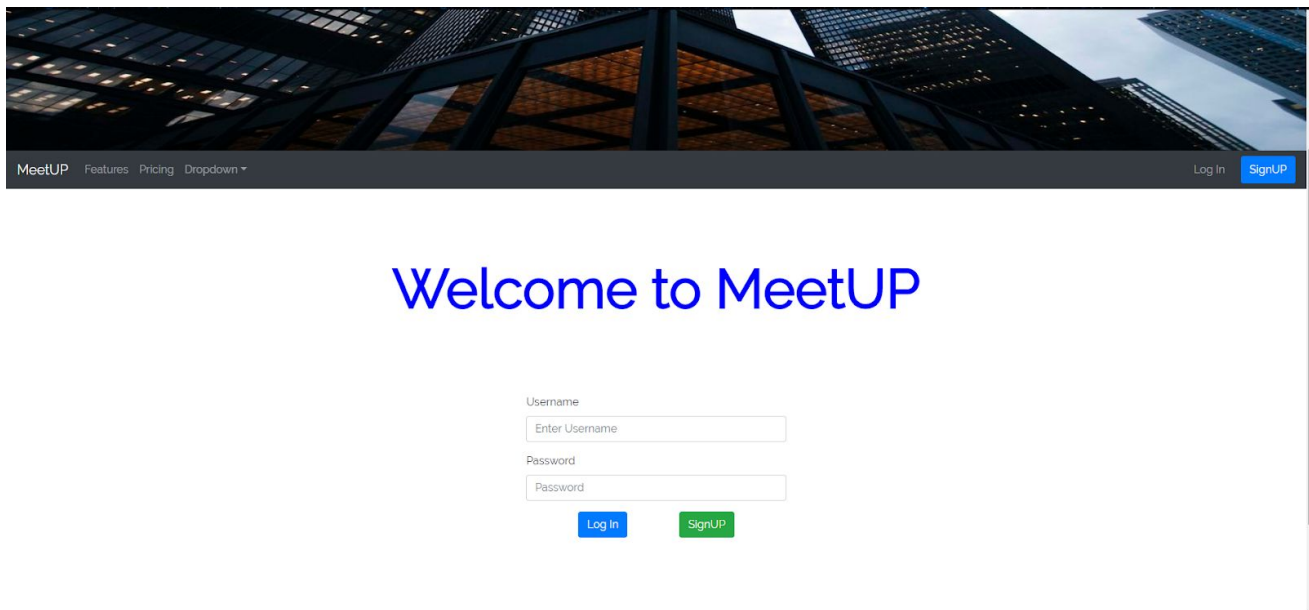 MeetUP Features Pricing Dropdown Log In SignUP
Welcome to MeetUP
Username
Enter Username
Password
Password
Log In SignUP